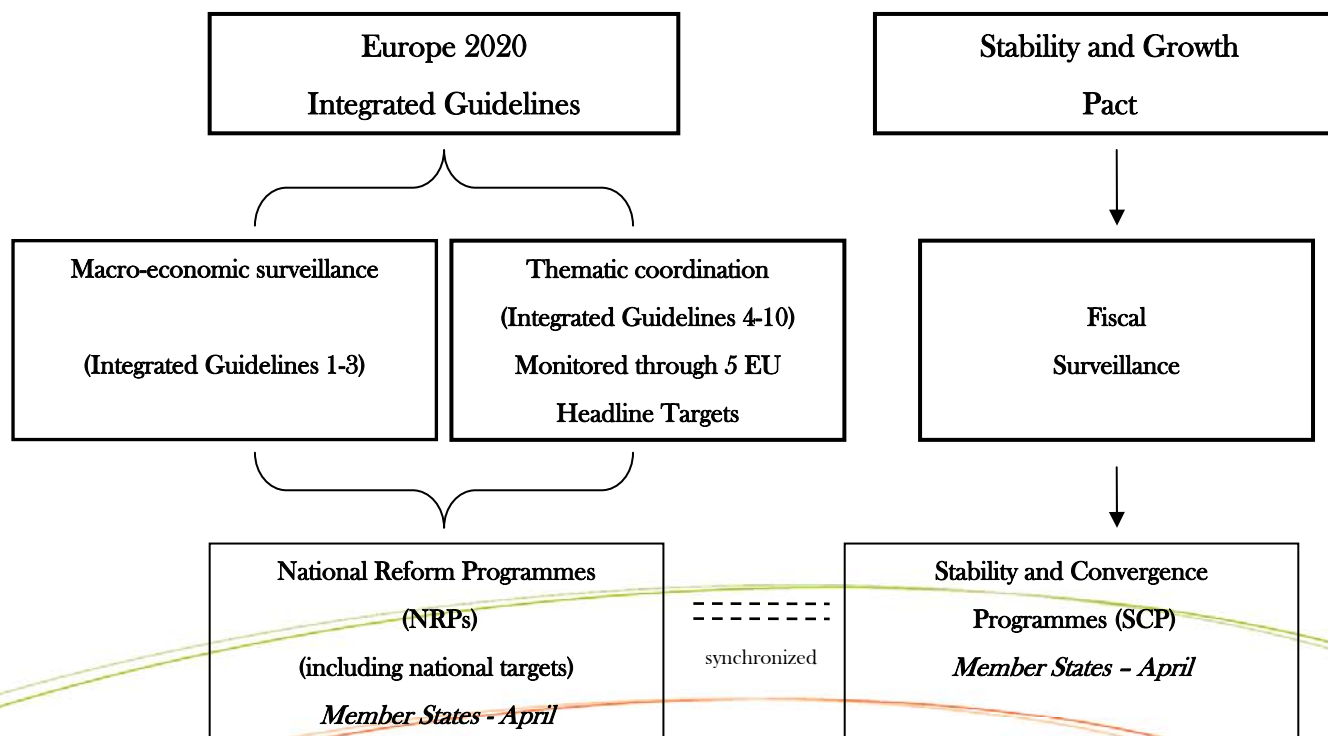 Europe 2020
Integrated Guidelines
Stability and Growth
Pact
Macro-economic surveillance
(Integrated Guidelines 1-3)
Thematic coordination
(Integrated Guidelines 4-10)
Monitored through 5 EU
Headline Targets
Fiscal
Surveillance
National Reform Programmes
(NRPs)
(including national targets)
Member States - April
synchronized
Stability and Convergence
Programmes (SCP)
Member States – April